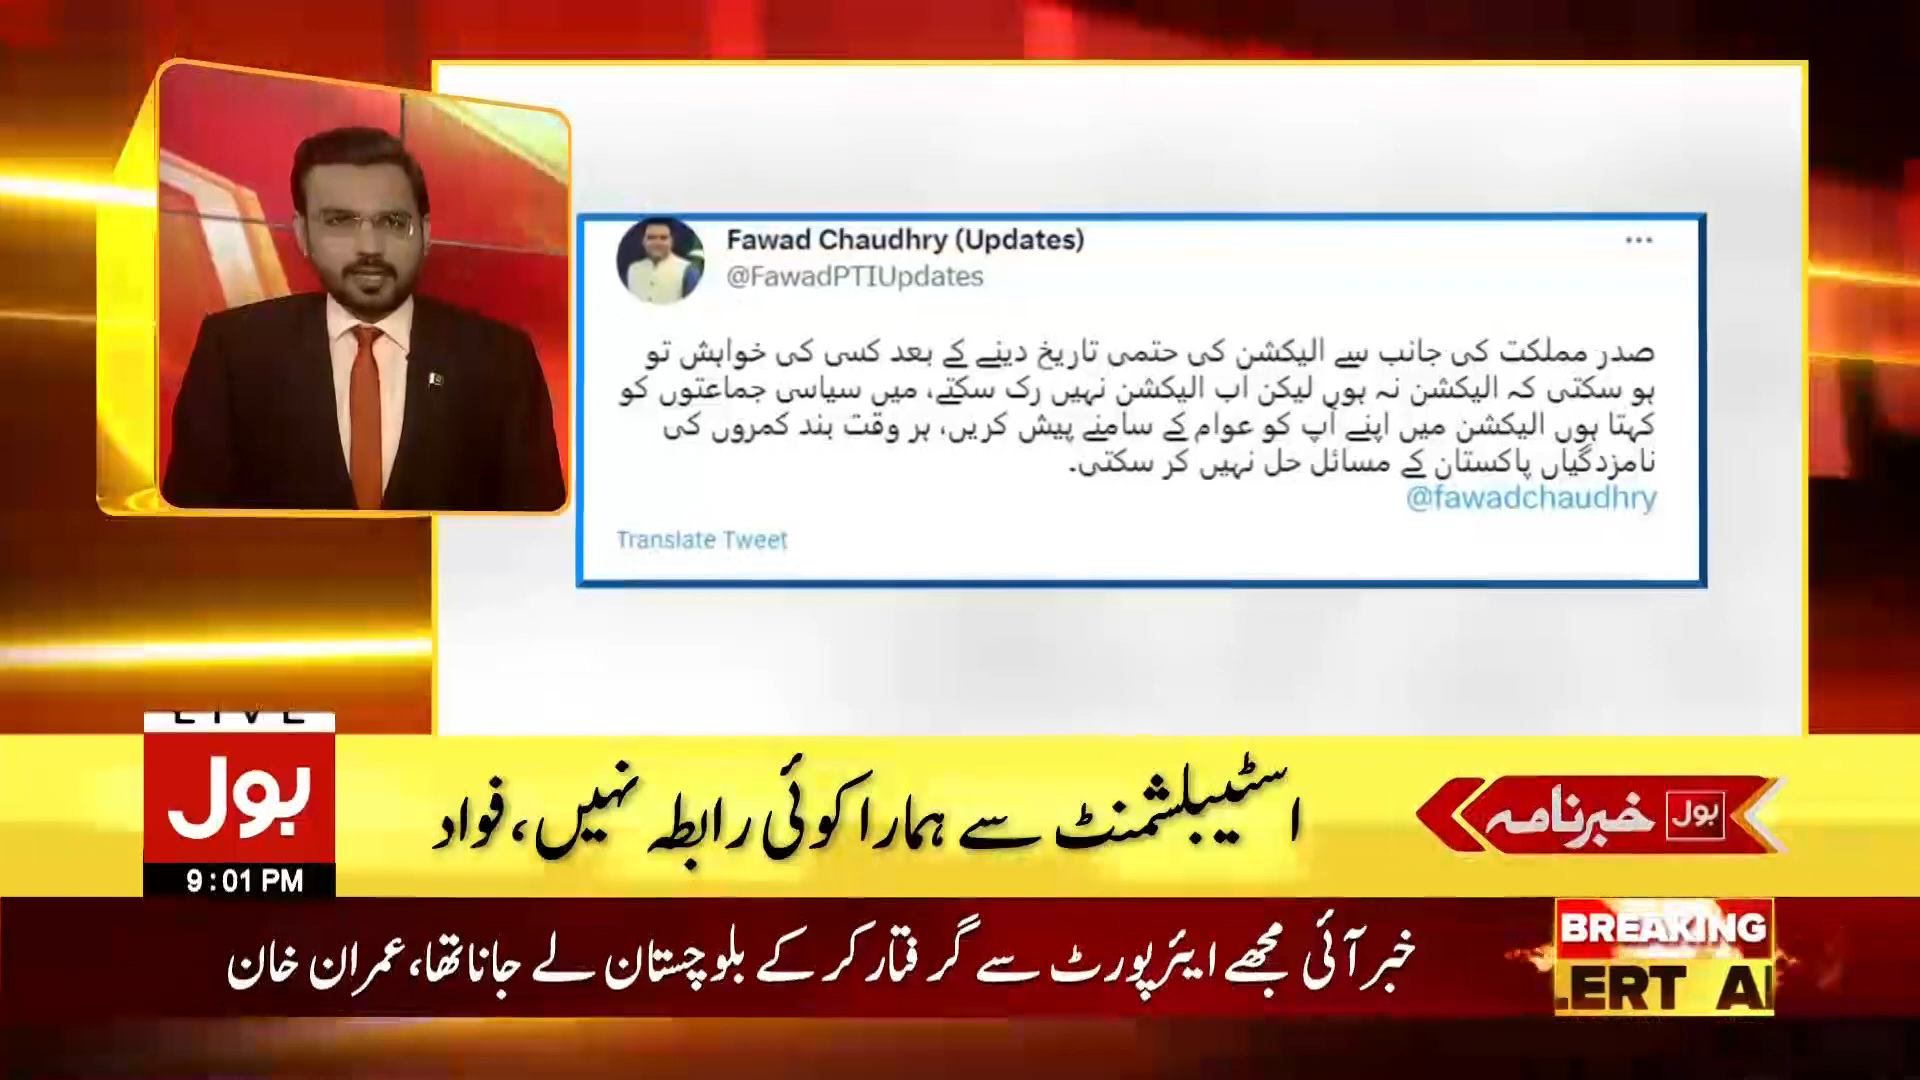 Fawad Chaudhry (Updates)
@FawadPTIUpdates
صدر مملکت کی جانب سے الیکشن کی حتمی تاریخ دینے کے بعد کسی کی خواہش تو
ہو سکتی کہ الیکشن نہ ہوں لیکن اب الیکشن نہیں رک سکتے، میں سیاسی جماعتوں کو
کہتا ہوں الیکشن میں اپنے آپ کو عوام کے سامنے پیش کریں، ہر وقت بند کمروں کی
نامزدگیاں پاکستان کے مسائل حل نہیں کر سکتی۔
@fawadchaudhry
Translate Tweet
LIVE
بول
9:01 PM
اسٹیبلشمنٹ سے ہمارا کوئی رابطہ نہیں، فواد
بول خبرنامہ
خبر آئی مجھے ایئرپورٹ سے گرفتار کر کے بلوچستان لے جانا تھا، عمران خان
BREAKING
LERT A